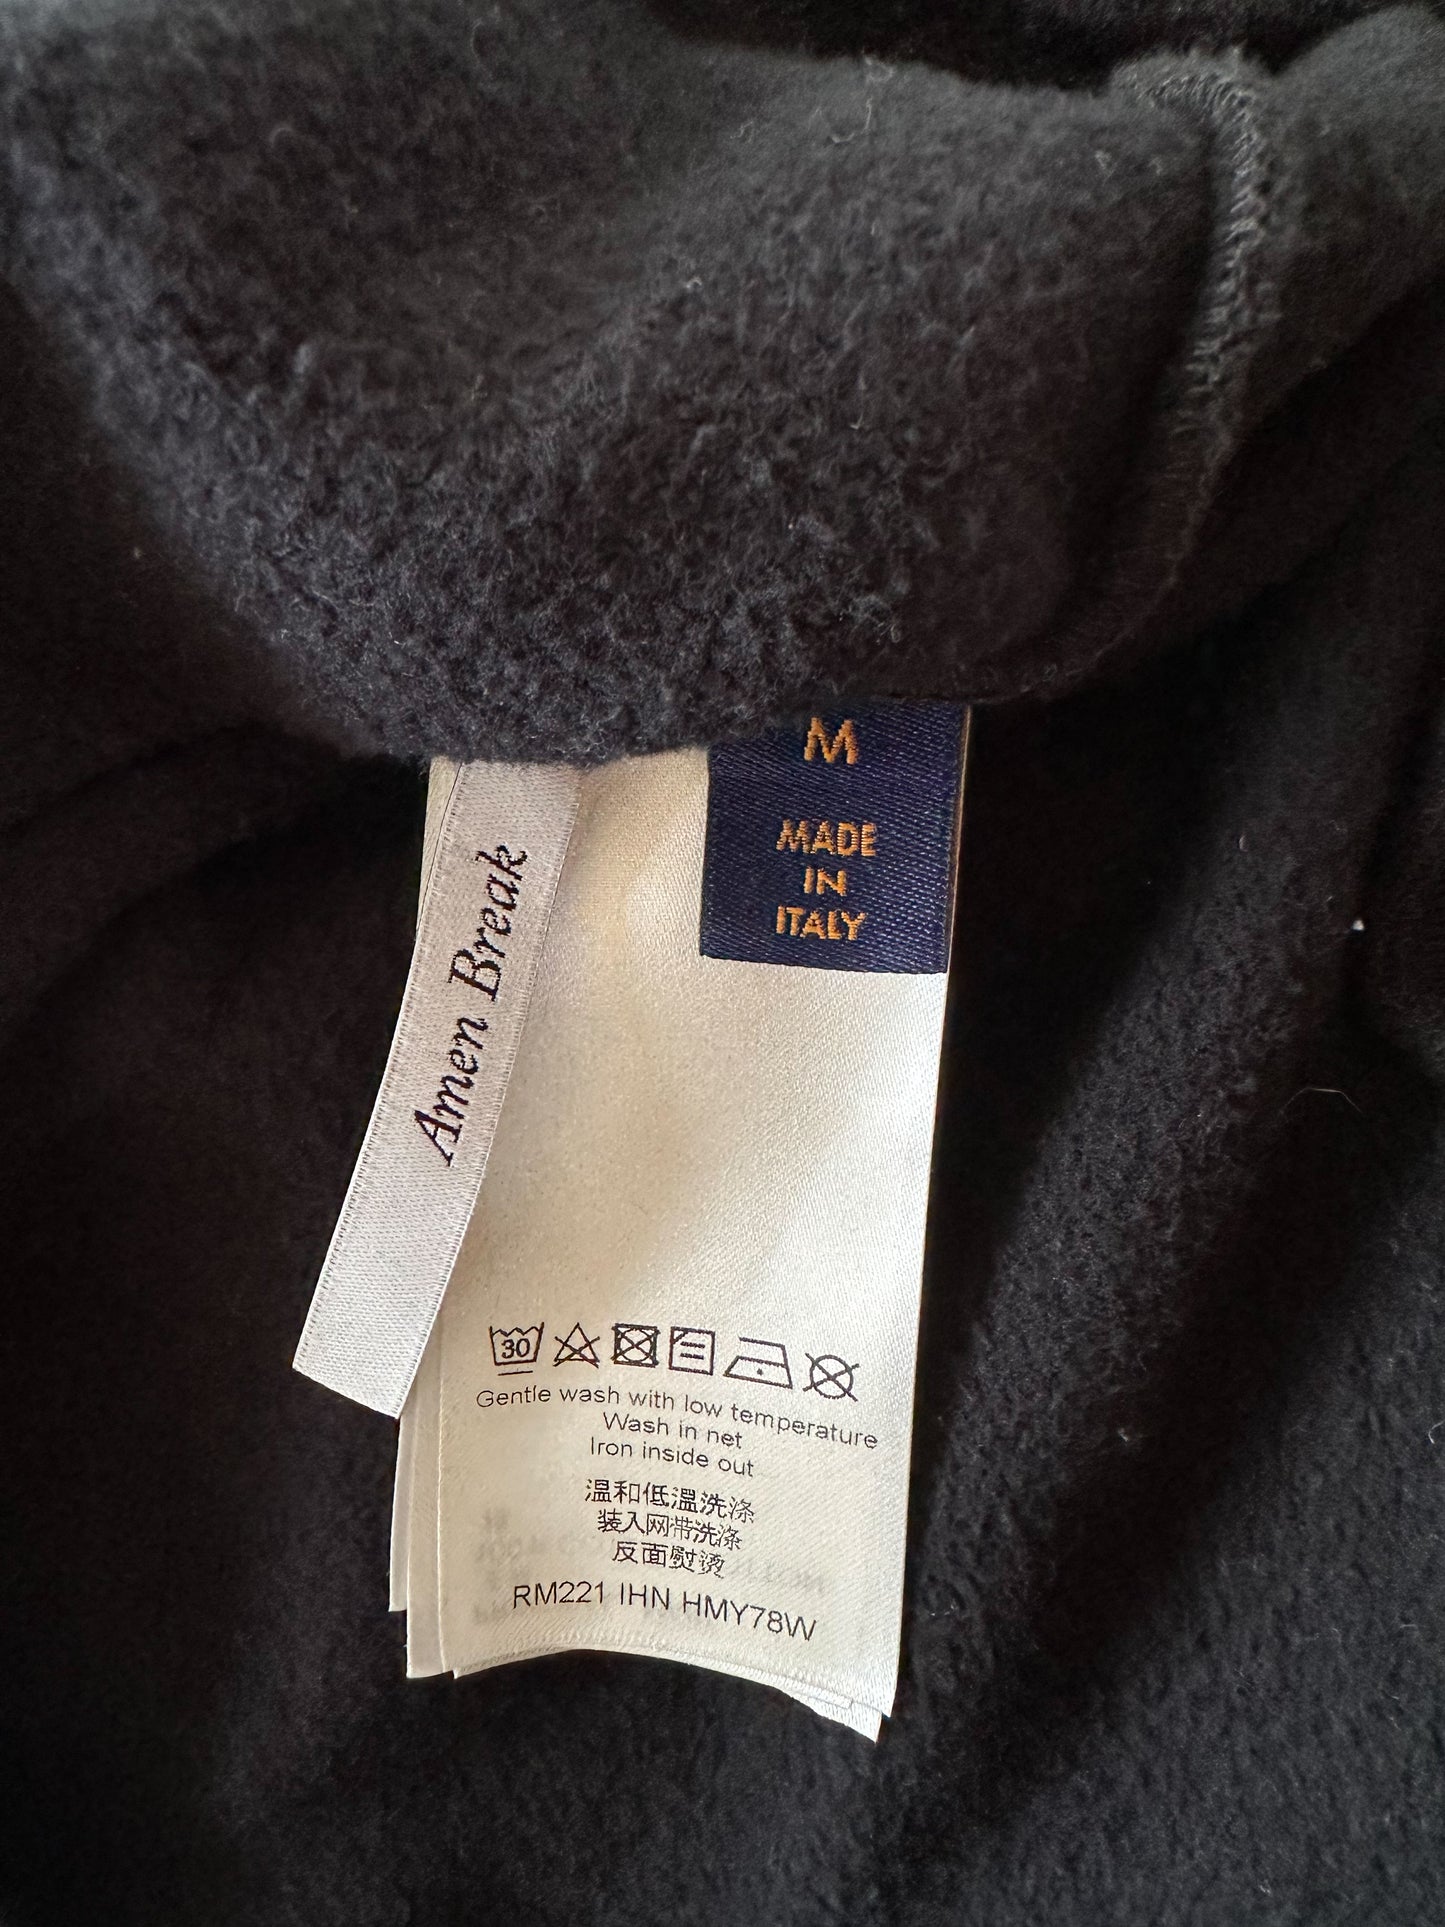 M
MADE
IN
ITALY
Amen Break
30
Gentle wash with low temperature
Wash in net
Iron inside out
温和低温洗涤
装入网带洗涤
反面熨烫
RM221 IHN HMY78W